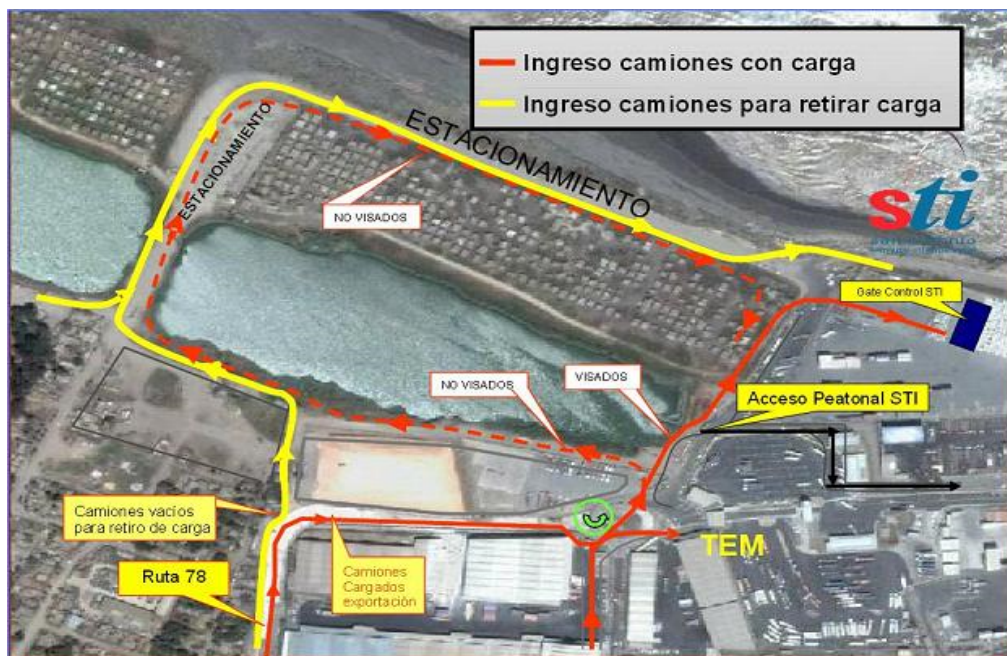 Ingreso camiones con carga
Ingreso camiones para retirar carga
ESTACIONAMIENTO
ESTACIONAMIENTO
NO VISADOS
sti
Gate Control STI
NO VISADOS
VISADOS
Acceso Peatonal STI
Camiones vacíos
para retiro de carga
TEM
Ruta 78
Camiones
Cargados
exportación